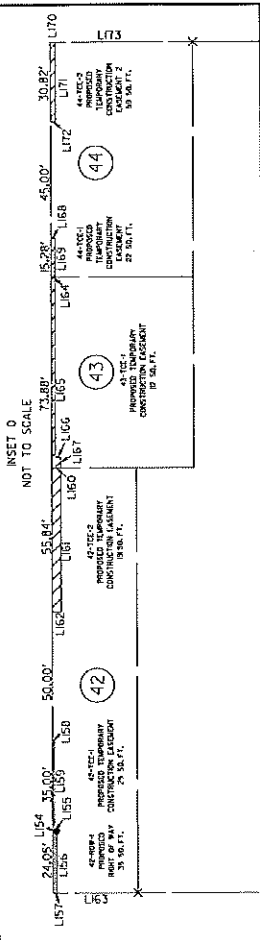 INSET O
NOT TO SCALE
L157
24.05'
L156
L154
L155
35.00'
L159
L158
50.00'
L162
55.84'
L161
L160
L167
L166
73.88'
L165
L164
15.28'
L169
L168
45.00'
L172
30.82'
L171
L170
L163
L173
42-ROW-1
PROPOSED
RIGHT OF WAY
35 SQ.FT.
42-TCE-1
PROPOSED TEMPORARY
CONSTRUCTION EASEMENT
25 SQ.FT.
42
42-TCE-2
PROPOSED TEMPORARY
CONSTRUCTION EASEMENT
SQ.FT.
43
43-TCE-1
PROPOSED TEMPORARY
CONSTRUCTION EASEMENT
SQ.FT.
44-TCE-1
PROPOSED
TEMPORARY
CONSTRUCTION
EASEMENT
22 SQ.FT.
44
44-TCE-2
PROPOSED
TEMPORARY
CONSTRUCTION
EASEMENT 2
SQ.FT.